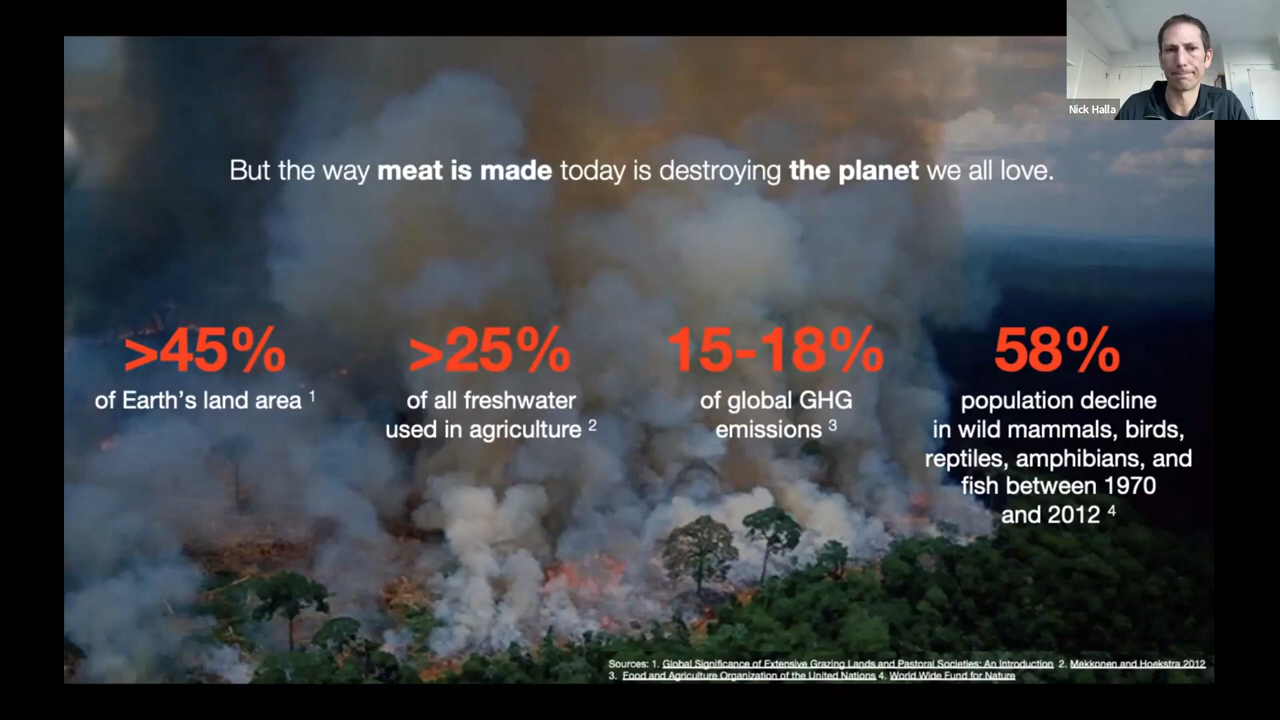 Nick Halla
But the way meat is made today is destroying the planet we all love.
>45%
of Earth's land area 1
>25%
of all freshwater
used in agriculture 2
15-18%
of global GHG
emissions 3
58%
population decline
in wild mammals, birds,
reptiles, amphibians, and
fish between 1970
and 2012 4
Sources: 1. Global Significance of Extensive Grazing Lands and Pastoral Societies: An Introduction 2. Mekkonen and Hoekstra 2012
3. Food and Agriculture Organization of the United Nations 4. World Wide Fund for Nature